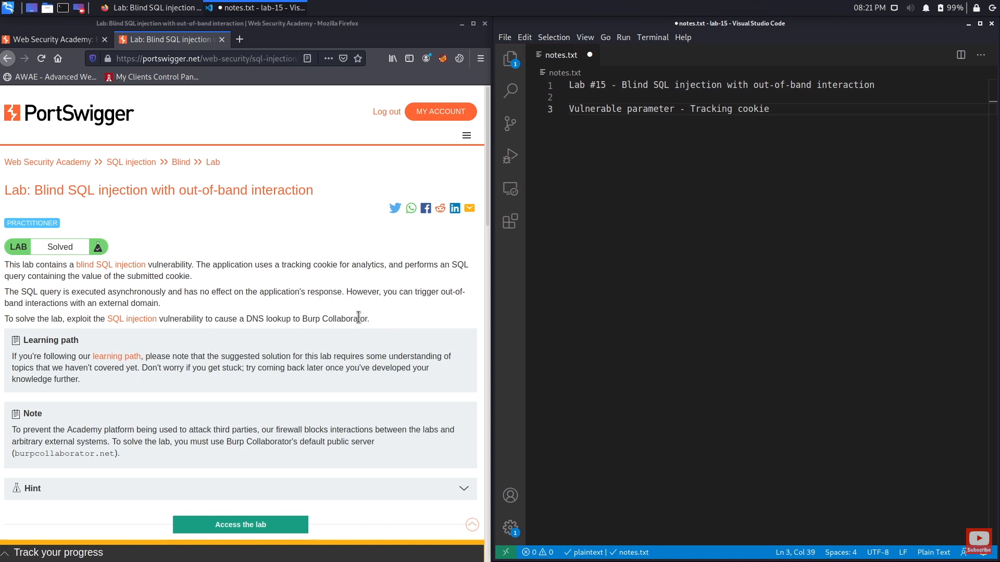 Lab: Blind SQL injection ...
notes.txt - lab-15 - Vis...
08:21 PM
99%
Lab: Blind SQL injection with out-of-band interaction | Web Security Academy - Mozilla Firefox
Web Security Academy:
Lab: Blind SQL injection
https://portswigger.net/web-security/sql-injection/
AWAE - Advanced We...
My Clients Control Pan...
PortSwigger
Log out
MY ACCOUNT
Web Security Academy >> SQL injection >> Blind >> Lab
Lab: Blind SQL injection with out-of-band interaction
PRACTITIONER
LAB Solved
This lab contains a blind SQL injection vulnerability. The application uses a tracking cookie for analytics, and performs an SQL
query containing the value of the submitted cookie.
The SQL query is executed asynchronously and has no effect on the application's response. However, you can trigger out-of-
band interactions with an external domain.
To solve the lab, exploit the SQL injection vulnerability to cause a DNS lookup to Burp Collaborator.
Learning path
If you're following our learning path, please note that the suggested solution for this lab requires some understanding of
topics that we haven't covered yet. Don't worry if you get stuck; try coming back later once you've developed your
knowledge further.
Note
To prevent the Academy platform being used to attack third parties, our firewall blocks interactions between the labs and
arbitrary external systems. To solve the lab, you must use Burp Collaborator's default public server
(burpcollaborator.net).
Hint
Access the lab
Track your progress
notes.txt - lab-15 - Visual Studio Code
File Edit Selection View Go Run Terminal Help
notes.txt
notes.txt
1 Lab #15 - Blind SQL injection with out-of-band interaction
2
3 Vulnerable parameter - Tracking cookie
1
1
0 0 plaintext | notes.txt
Ln 3, Col 39 Spaces: 4 UTF-8 LF Plain Text
Subscribe